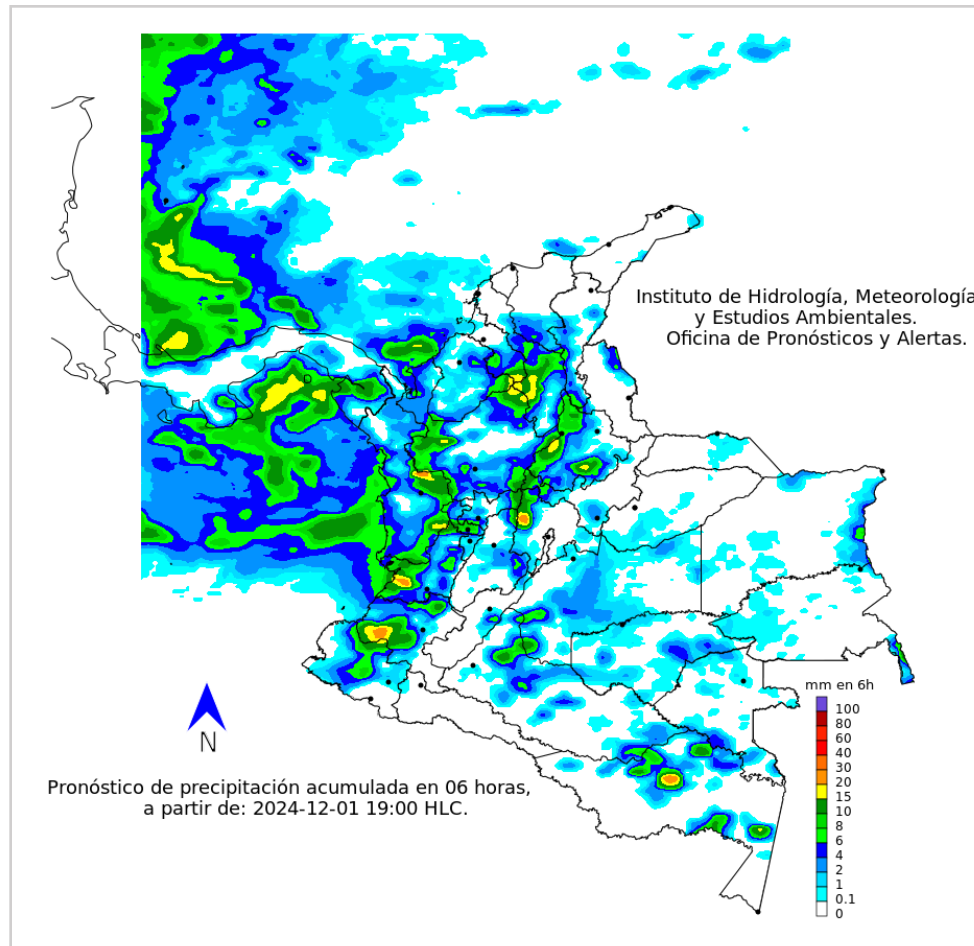 Instituto de Hidrología, Meteorología
y Estudios Ambientales.
Oficina de Pronósticos y Alertas.
mm en 6h
100
80
60
40
30
20
15
10
8
6
4
2
1
0.1
0
N
Pronóstico de precipitación acumulada en 06 horas,
a partir de: 2024-12-01 19:00 HLC.